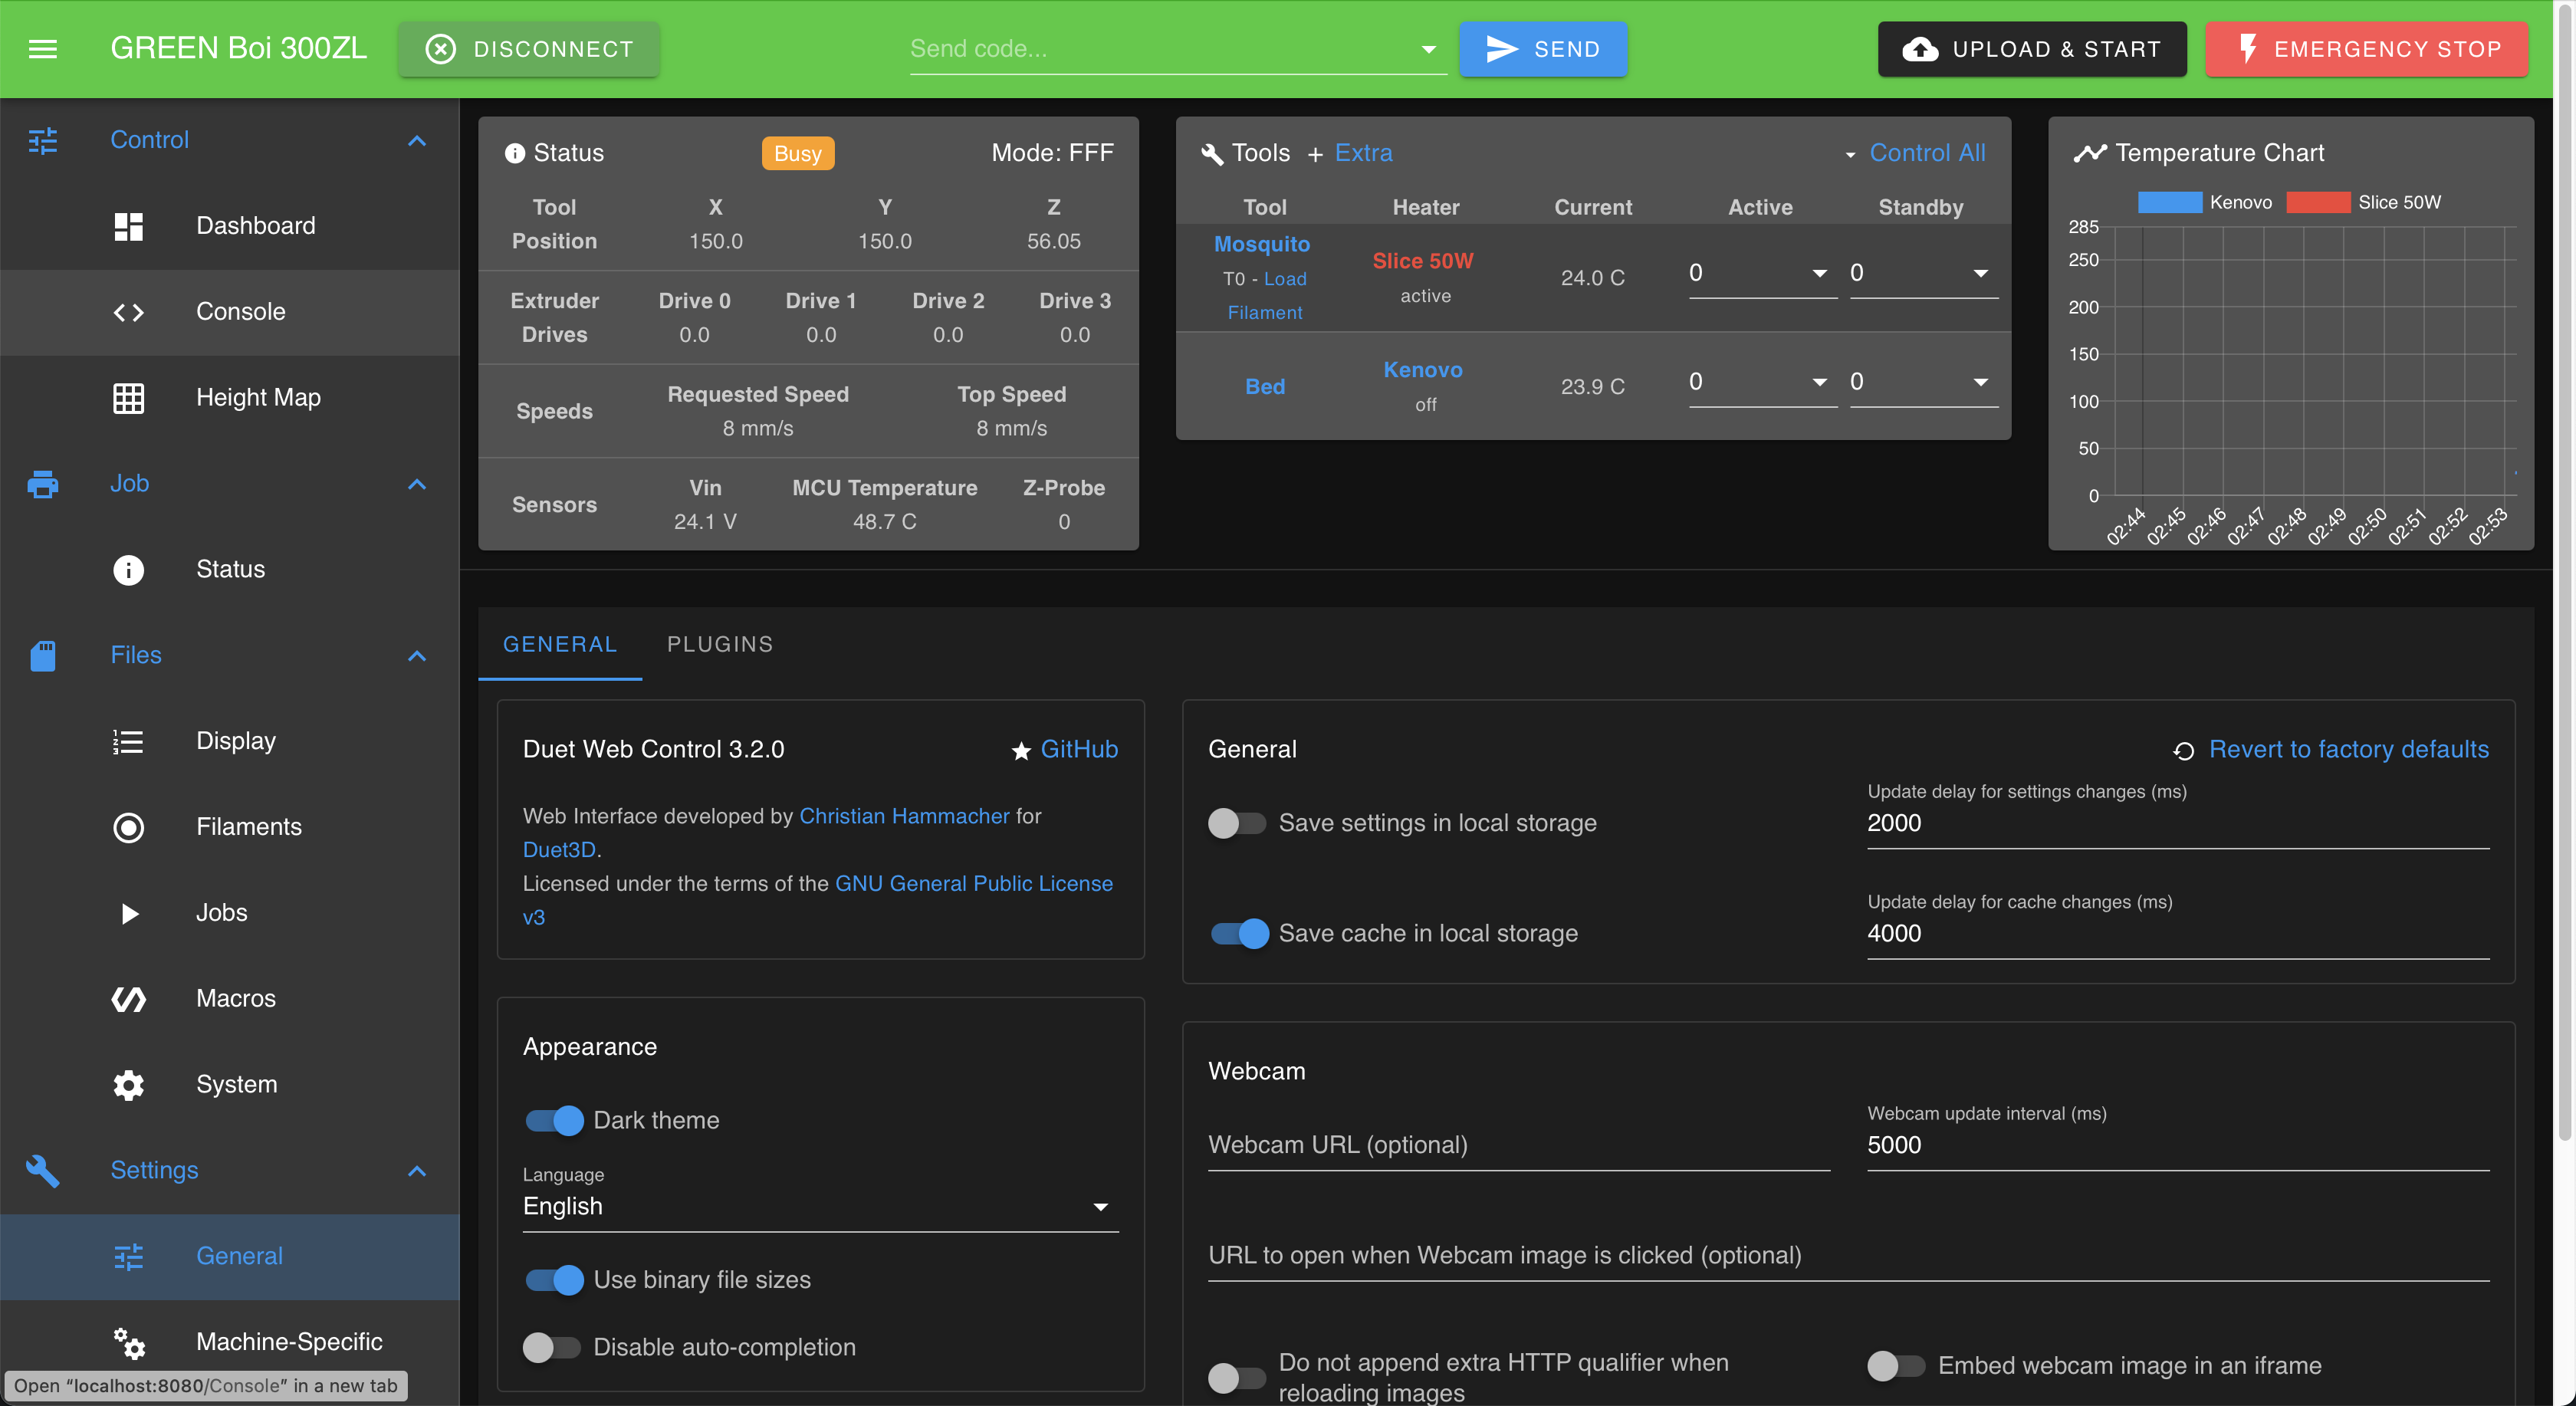 GREEN Boi 300ZL
DISCONNECT
Send code...
SEND
UPLOAD & START
EMERGENCY STOP
Control
Dashboard
Console
Height Map
Job
Status
Files
Display
Filaments
Jobs
Macros
System
Settings
General
Machine-Specific
Open “localhost:8080/Console” in a new tab
Status
Busy
Mode: FFF
Tool Position
X
Y
Z
150.0
150.0
56.05
Extruder Drives
Drive 0
Drive 1
Drive 2
Drive 3
0.0
0.0
0.0
0.0
Speeds
Requested Speed
Top Speed
8 mm/s
8 mm/s
Sensors
Vin
MCU Temperature
Z-Probe
24.1 V
48.7 C
0
Tools + Extra
Control All
Tool
Heater
Current
Active
Standby
Mosquito
T0 - Load
Filament
Slice 50W
active
24.0 C
0
0
Bed
Kenovo
off
23.9 C
0
0
Temperature Chart
Kenovo
Slice 50W
285
250
200
150
100
50
0
02:44
02:45
02:46
02:47
02:48
02:49
02:50
02:51
02:52
02:53
GENERAL
PLUGINS
Duet Web Control 3.2.0
GitHub
Web Interface developed by Christian Hammacher for
Duet3D.
Licensed under the terms of the GNU General Public License
v3
Appearance
Dark theme
Language
English
Use binary file sizes
Disable auto-completion
General
Revert to factory defaults
Save settings in local storage
Update delay for settings changes (ms)
2000
Save cache in local storage
Update delay for cache changes (ms)
4000
Webcam
Webcam URL (optional)
Webcam update interval (ms)
5000
URL to open when Webcam image is clicked (optional)
Do not append extra HTTP qualifier when
reloading images
Embed webcam image in an iframe